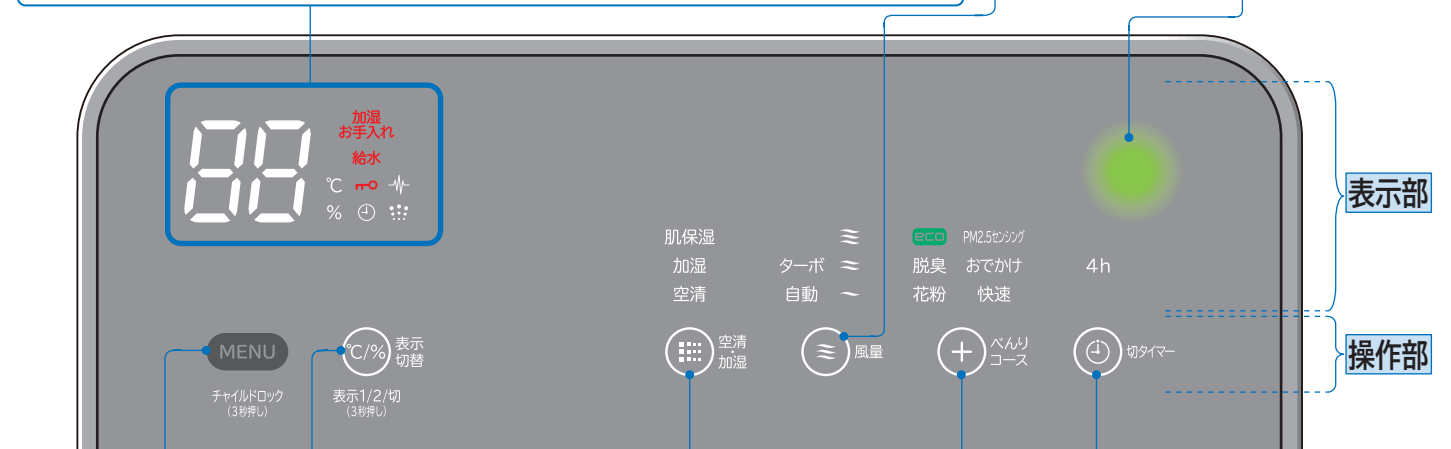 88
加湿
お手入れ
給水
℃
%
表示部
肌保湿
eco PM2.5センシング
加湿 ターボ 脱臭 おでかけ 4h
空清 自動 花粉 快速
MENU
チャイルドロック
(3秒押し)
℃/% 表示
切替
表示1/2/切
(3秒押し)
空清
・
加湿
風量
べんり
コース
切タイマー
操作部